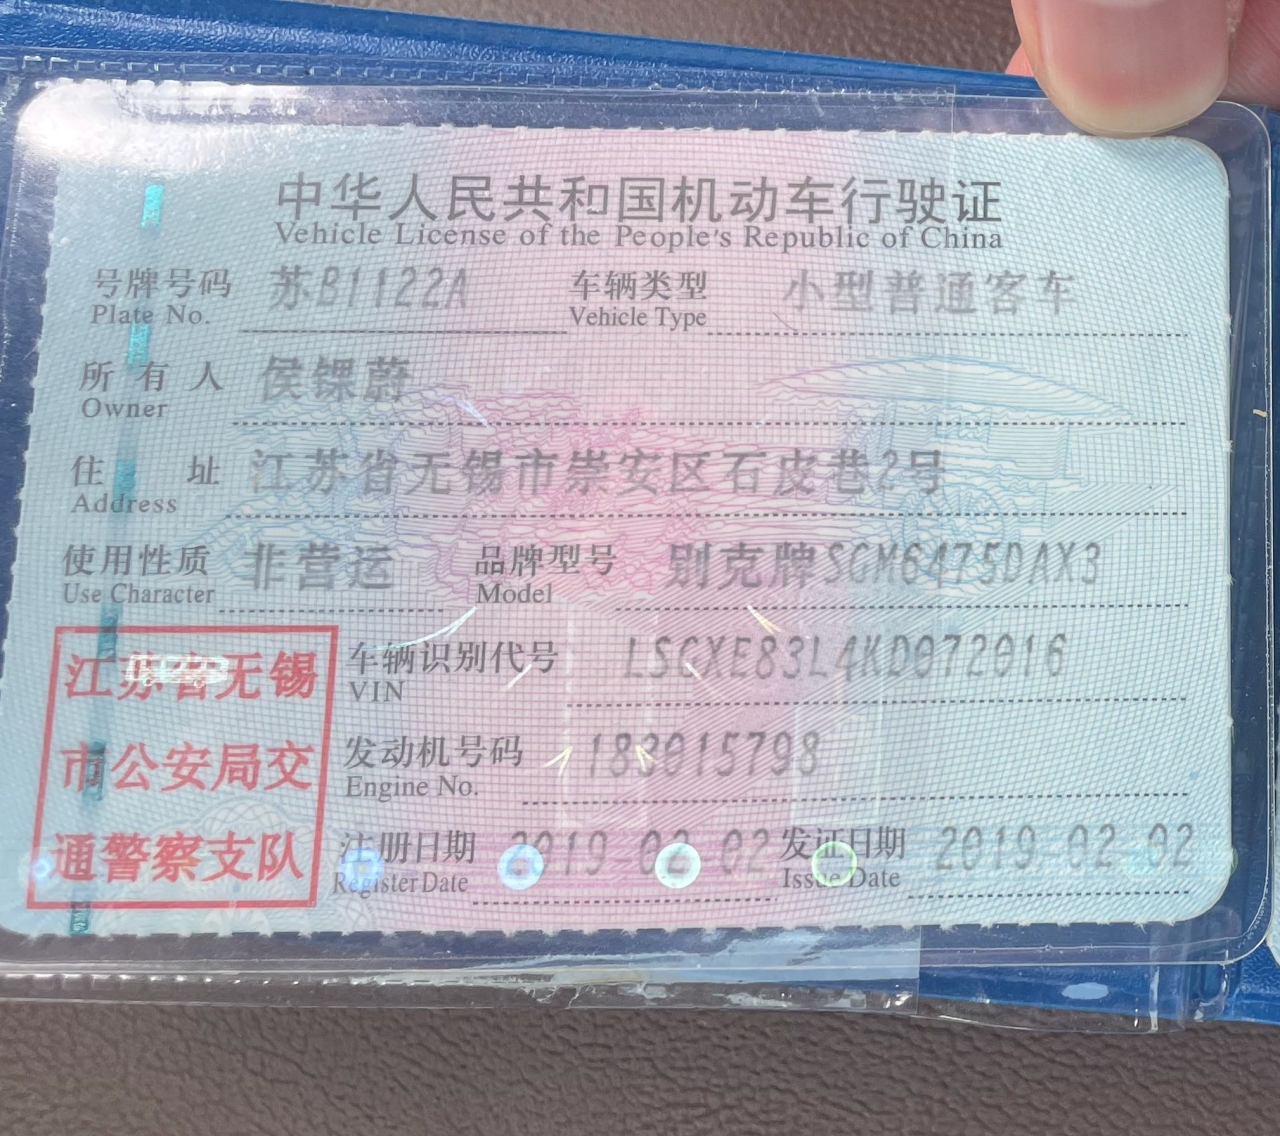 中华人民共和国机动车行驶证
Vehicle License of the People's Republic of China
号牌号码 苏B1122A 车辆类型 小型普通客车
Plate No. Vehicle Type
所有人 侯锞蔚
Owner
住址 江苏省无锡市崇安区石皮巷2号
Address
使用性质 非营运 品牌型号 别克牌SGM6475DAX3
Use Character Model
江苏省无锡
市公安局交
通警察支队
车辆识别代号 LSGXE83L4KD072016
VIN
发动机号码 183015798
Engine No.
注册日期 2019 02 02 发证日期 2019 02 02
Register Date Issue Date